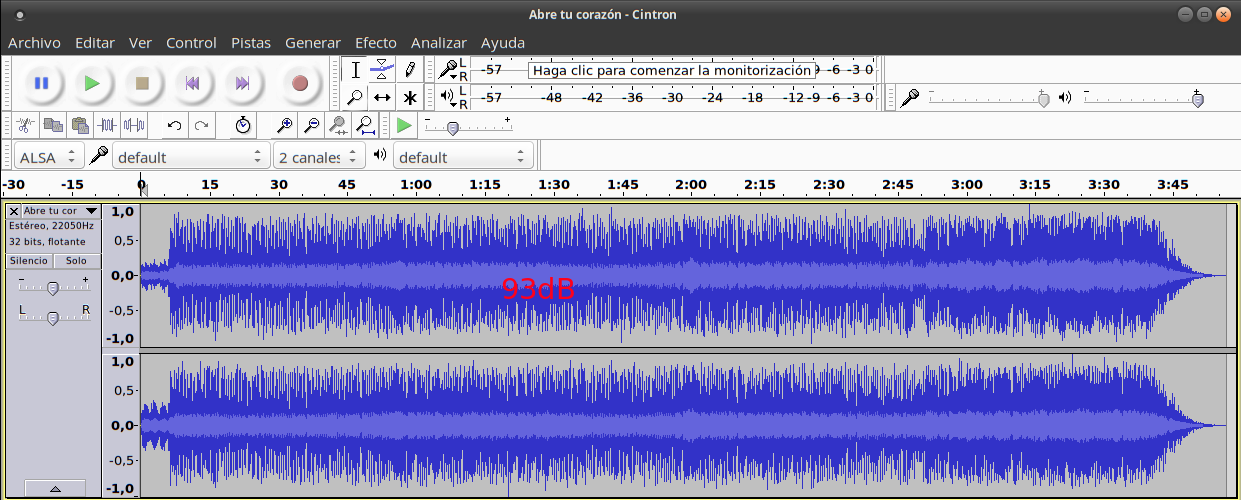 Abre tu corazón - Cintron
Archivo Editar Ver Control Pistas Generar Efecto Analizar Ayuda
L
R
-57 Haga clic para comenzar la monitorización 9 -6 -3 0
L
R
-57 -48 -42 -36 -30 -24 -18 -12 -9 -6 -3 0
- +
- +
- +
ALSA default 2 canales default
-30 -15 0 15 30 45 1:00 1:15 1:30 1:45 2:00 2:15 2:30 2:45 3:00 3:15 3:30 3:45
Abre tu cor
Estéreo, 22050Hz
32 bits, flotante
Silencio Solo
- +
L R
1,0
0,5-
0,0-
-0,5-
-1,0
93dB
1,0
0,5-
0,0-
-0,5-
-1,0